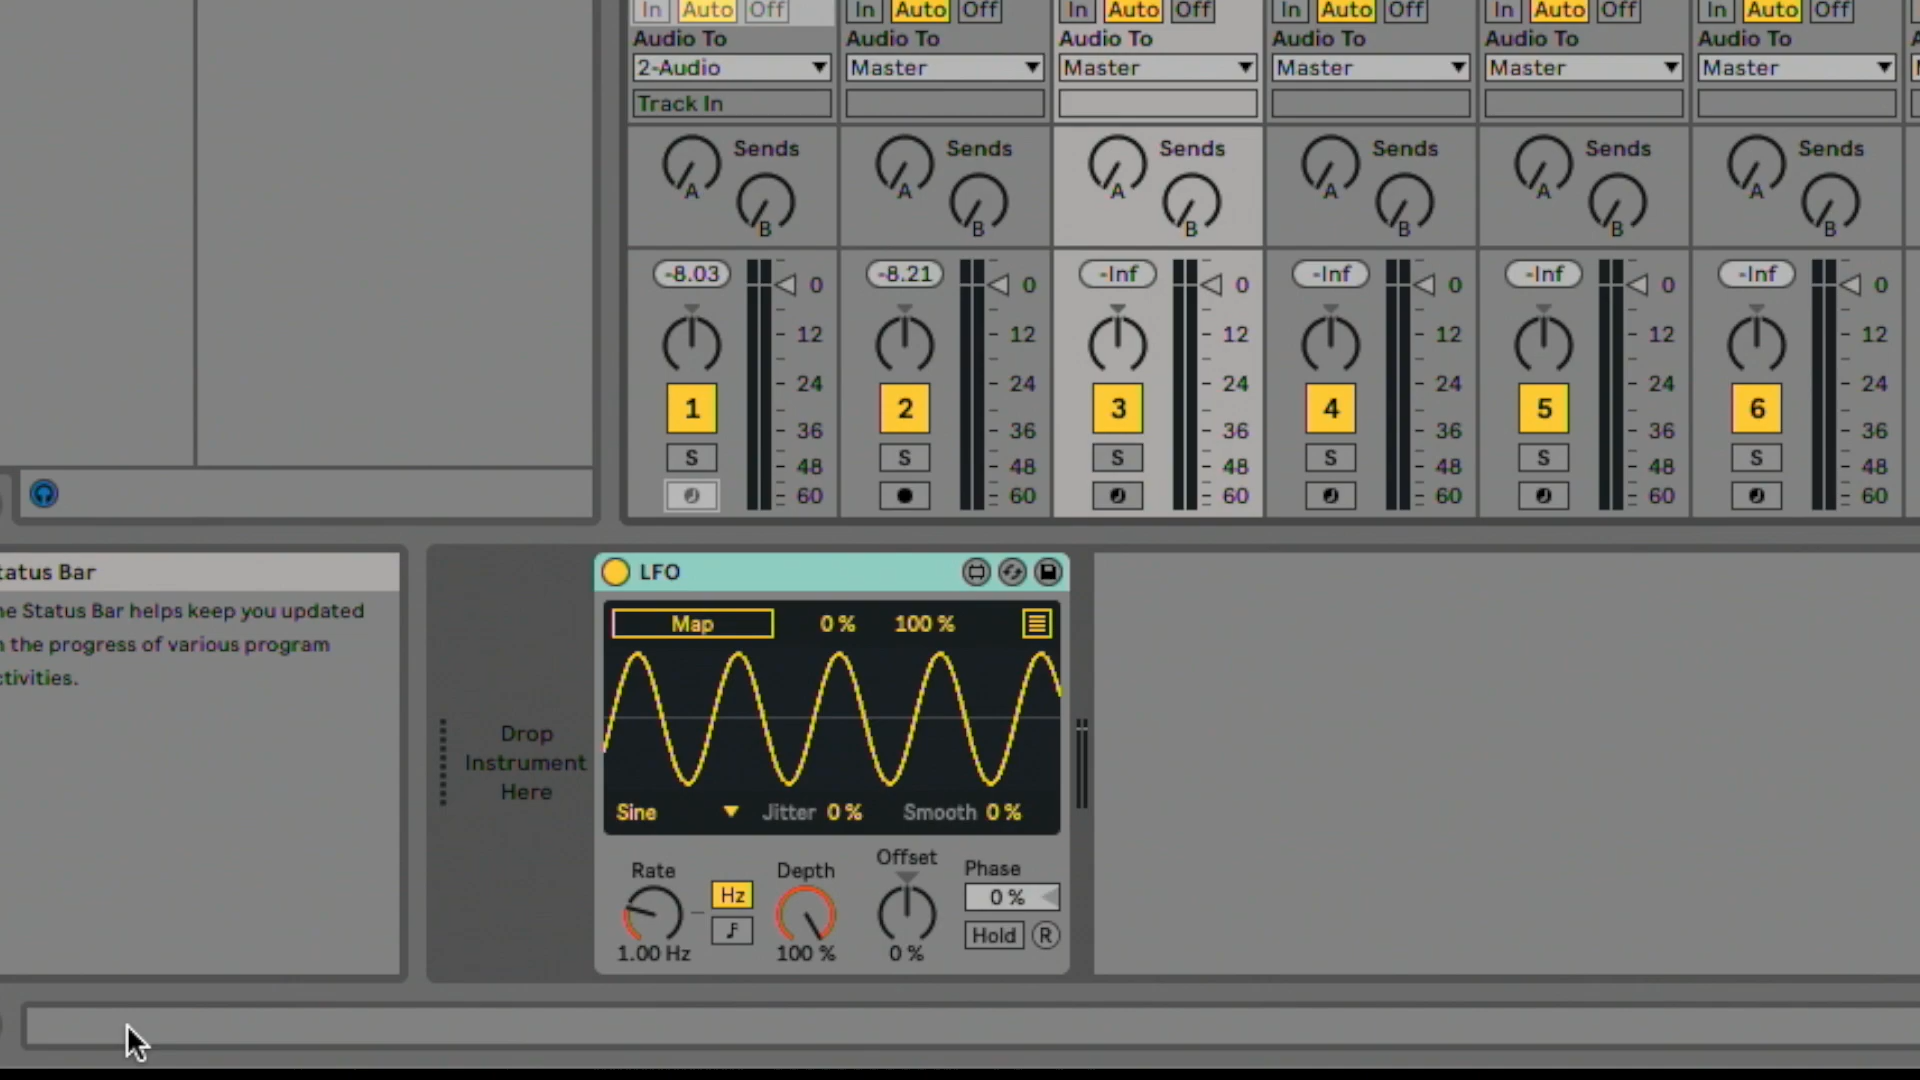 In Auto Off In Auto Off In Auto Off In Auto Off In Auto Off In Auto Off
Audio To Audio To Audio To Audio To Audio To Audio To
2-Audio Master Master Master Master Master
Track In
Sends Sends Sends Sends Sends Sends
A A A A A A
B B B B B B
-8.03 0 -8.21 0 -Inf 0 -Inf 0 -Inf 0 -Inf 0
12 12 12 12 12 12
24 24 24 24 24 24
1 2 3 4 5 6
36 36 36 36 36 36
S 48 S 48 S 48 S 48 S 48 S 48
60 60 60 60 60 60
tatus Bar
ne Status Bar helps keep you updated
n the progress of various program
ctivities.
Drop
Instrument
Here
LFO
Map 0 % 100 %
Sine Jitter 0 % Smooth 0 %
Rate Depth Offset Phase
Hz 0 %
Hold R
1.00 Hz 100 % 0 %